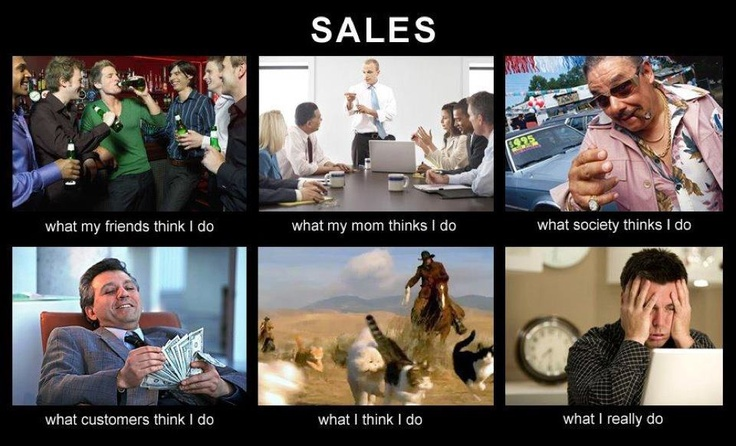 SALES
what my friends think I do
what my mom thinks I do
what society thinks I do
what customers think I do
what I think I do
what I really do